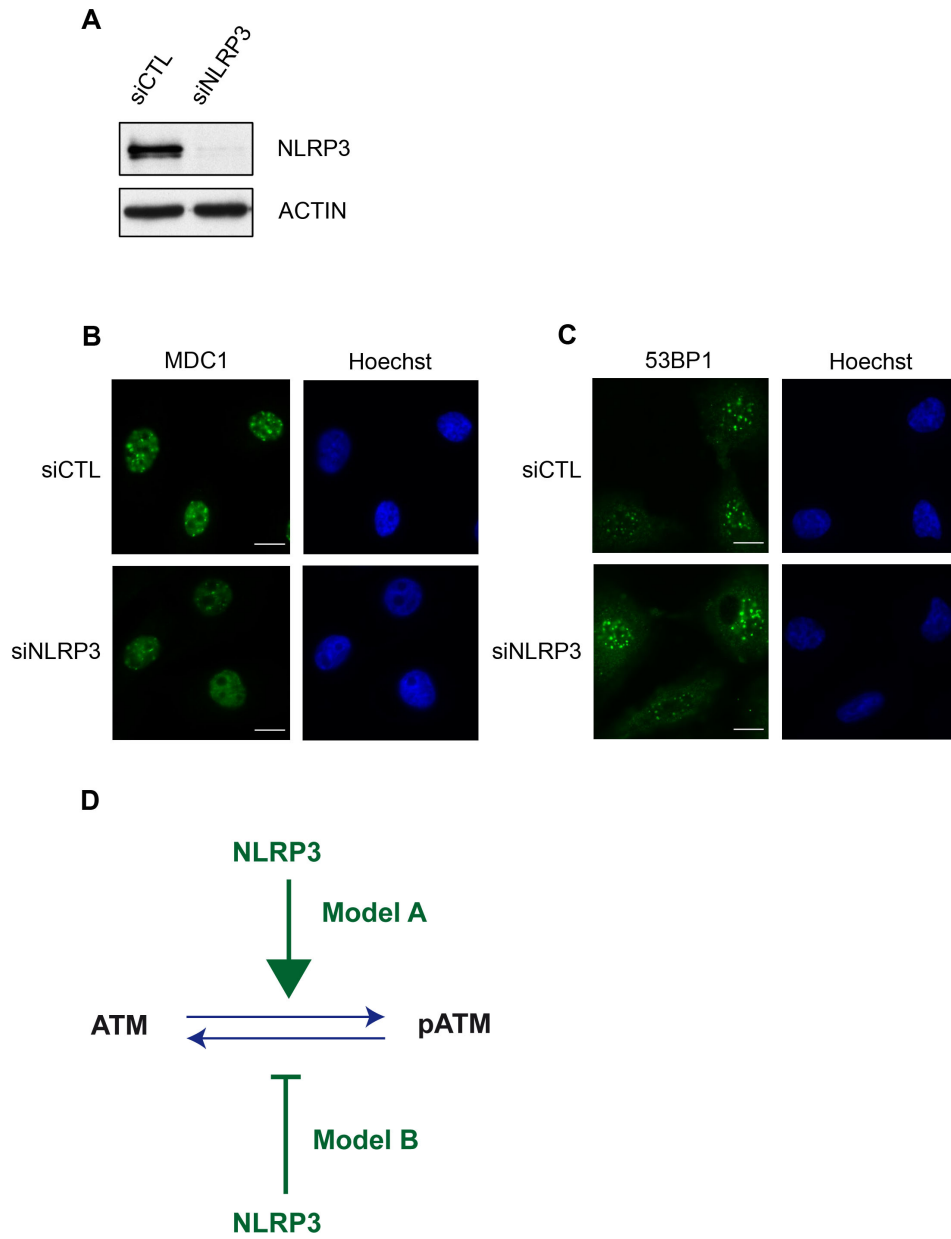 A
siCTL
siNLRP3
NLRP3
ACTIN
B
MDC1
Hoechst
siCTL
siNLRP3
C
53BP1
Hoechst
siCTL
siNLRP3
D
NLRP3
Model A
ATM
pATM
Model B
NLRP3